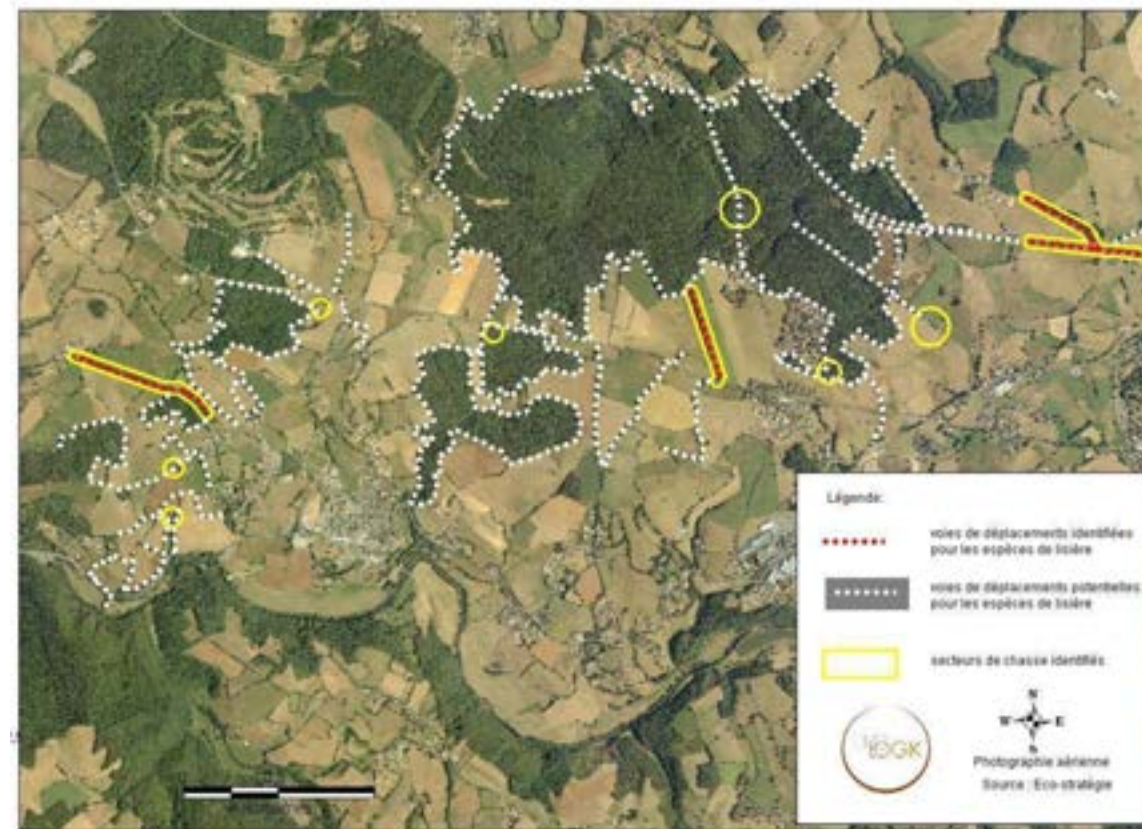 Légende:
voies de déplacements identifiées
pour les espèces de lisière
voies de déplacements potentielles
pour les espèces de lisière
secteurs de chasse identifiés
N
W E
S
Photographie aérienne
Source : Eco-stratégie